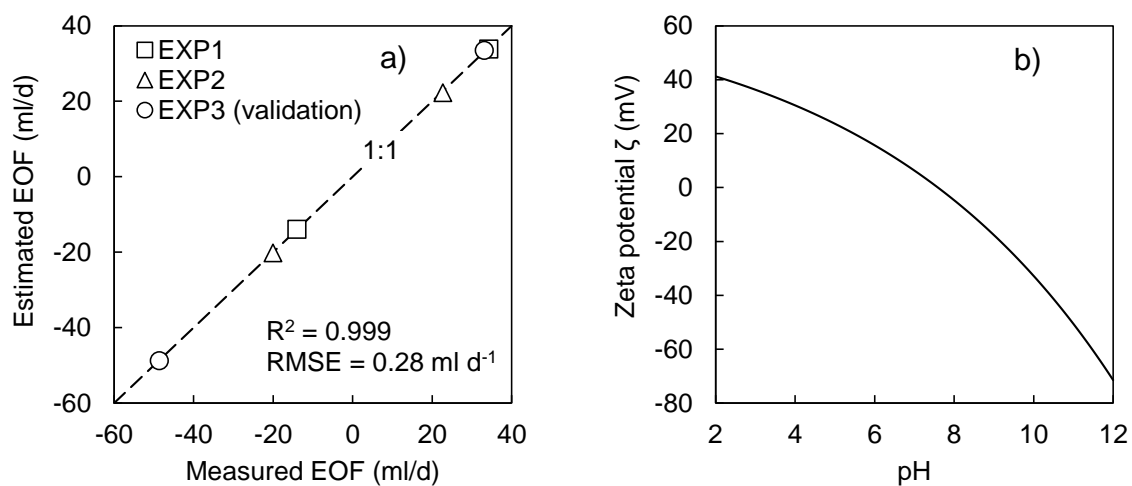 a)
EXP1
EXP2
EXP3 (validation)
1:1
R² = 0.999
RMSE = 0.28 ml d⁻¹
40
20
0
-20
-40
-60
-60 -40 -20 0 20 40
Estimated EOF (ml/d)
Measured EOF (ml/d)
b)
60
40
20
0
-20
-40
-60
-80
2 4 6 8 10 12
Zeta potential ζ (mV)
pH